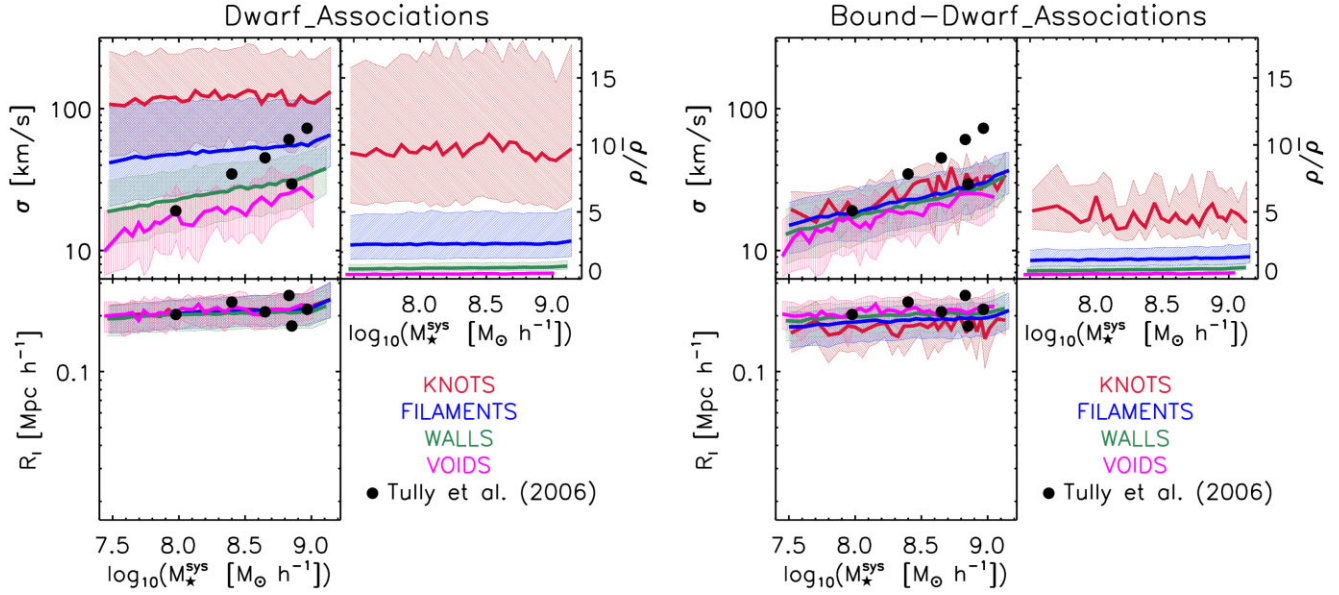 Dwarf_Associations
Bound−Dwarf_Associations
100
10
σ [km/s]
15
10
5
0
ρ/ρ̄
8.0 8.5 9.0
log₁₀(M★ˢʸˢ [M⊙ h⁻¹])
0.1
R_I [Mpc h⁻¹]
KNOTS
FILAMENTS
WALLS
VOIDS
● Tully et al. (2006)
7.5 8.0 8.5 9.0
log₁₀(M★ˢʸˢ [M⊙ h⁻¹])
100
10
σ [km/s]
15
10
5
0
ρ/ρ̄
8.0 8.5 9.0
log₁₀(M★ˢʸˢ [M⊙ h⁻¹])
0.1
R_I [Mpc h⁻¹]
KNOTS
FILAMENTS
WALLS
VOIDS
● Tully et al. (2006)
7.5 8.0 8.5 9.0
log₁₀(M★ˢʸˢ [M⊙ h⁻¹])